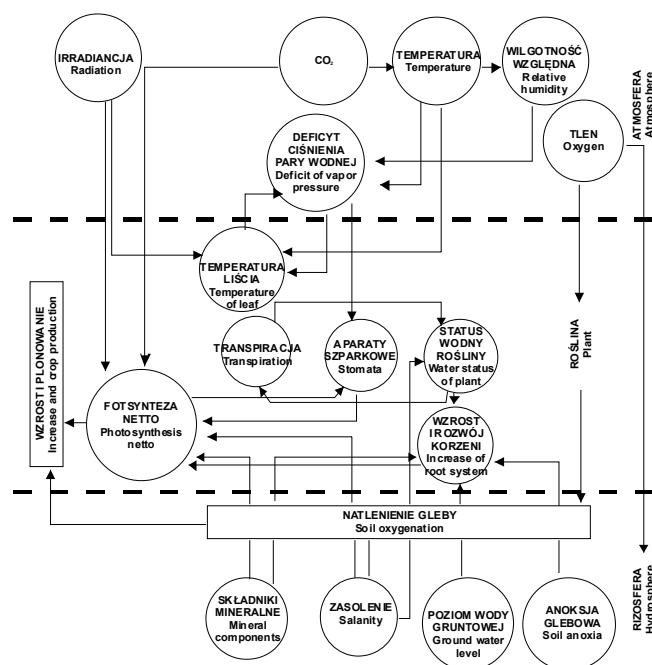 IRRADIANCJA
Radiation
CO₂
TEMPERATURA
Temperature
WILGOTNOŚĆ
WZGLĘDNA
Relative
humidity
TLEN
Oxygen
ATMOSFERA
Atmosphere
DEFICYT
CIŚNIENIA
PARY WODNEJ
Deficit of vapor
pressure
TEMPERATURA
LIŚCIA
Temperature
of leaf
TRANSPIRACJA
Transpiration
APARATY
SZPARKOWE
Stomata
STATUS
WODNY
ROŚLINY
Water status
of plant
ROŚLINA
Plant
WZROST I PLONOWANIE
Increase and crop production
FOTSYNTEZA
NETTO
Photosynthesis
netto
WZROST
I ROZWÓJ
KORZENI
Increase of
root system
NATLENIENIE GLEBY
Soil oxygenation
SKŁADNIKI
MINERALNE
Mineral
components
ZASOLENIE
Salanity
POZIOM WODY
GRUNTOWEJ
Ground water
level
ANOKSJA
GLEBOWA
Soil anoxia
RIZOSFERA
Hydmosphere